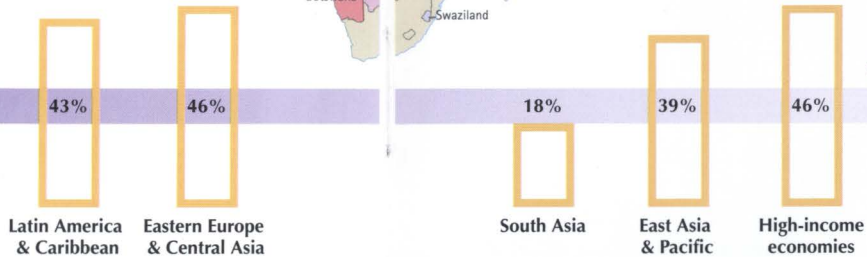 Swaziland
43%
46%
18%
39%
46%
Latin America
& Caribbean
Eastern Europe
& Central Asia
South Asia
East Asia
& Pacific
High-income
economies